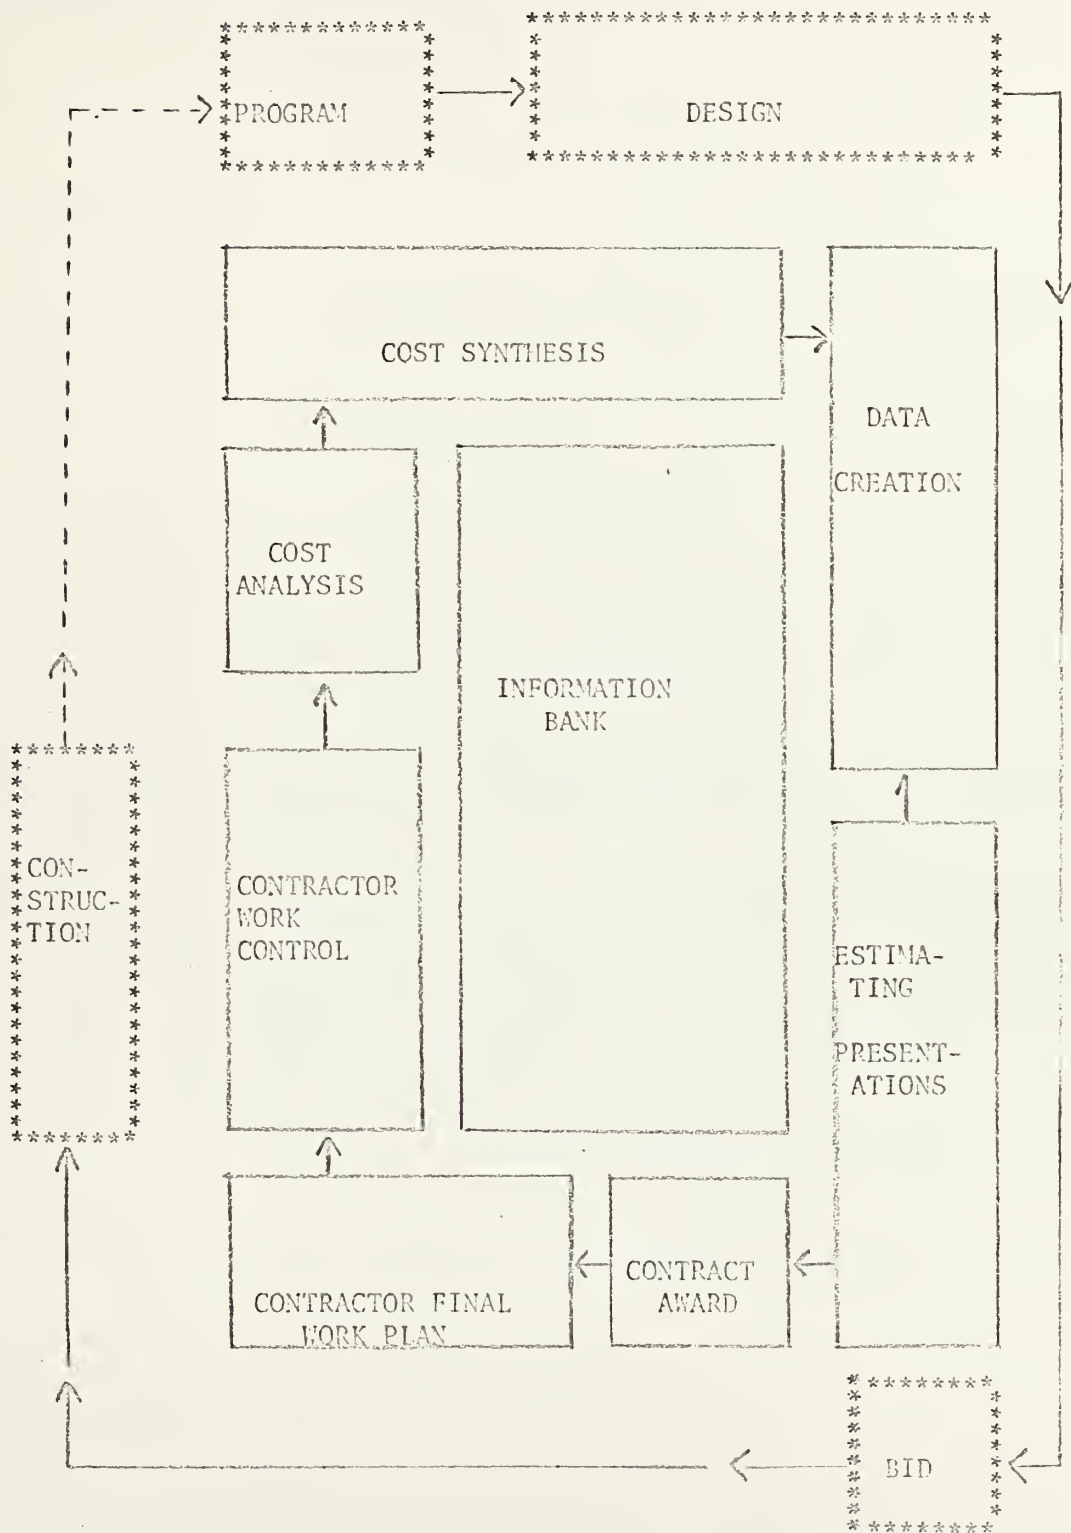 PROGRAM
DESIGN
COST SYNTHESIS
DATA
CREATION
COST
ANALYSIS
INFORMATION
BANK
CON-
STRUC-
TION
CONTRACTOR
WORK
CONTROL
ESTIMA-
TING
PRESENT-
ATIONS
CONTRACT
AWARD
CONTRACTOR FINAL
WORK PLAN
BID